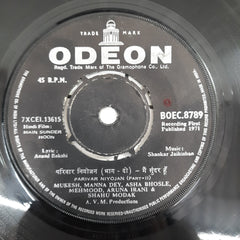 TRADE MARK
ODEON
Regd. Trade Mark of The Gramophone Co., Ltd.
45 R.P.M.
7XCEI.13615
Hindi Film:
MAIN SUNDER
HOON
BOEC.8789
Recording First
Published 1971
परिवार नियोजन (भाग - दो) - मैं सुंदर हूँ
(PARIVAR NIYOJAN (Part-II)
Lyric:
Anand Bakshi
Music:
Shankar Jaikishan
MUKESH, MANNA DEY, ASHA BHOSLE,
MEHMOOD, ARUNA IRANI &
SHAHU MODAK
A. V. M. Productions